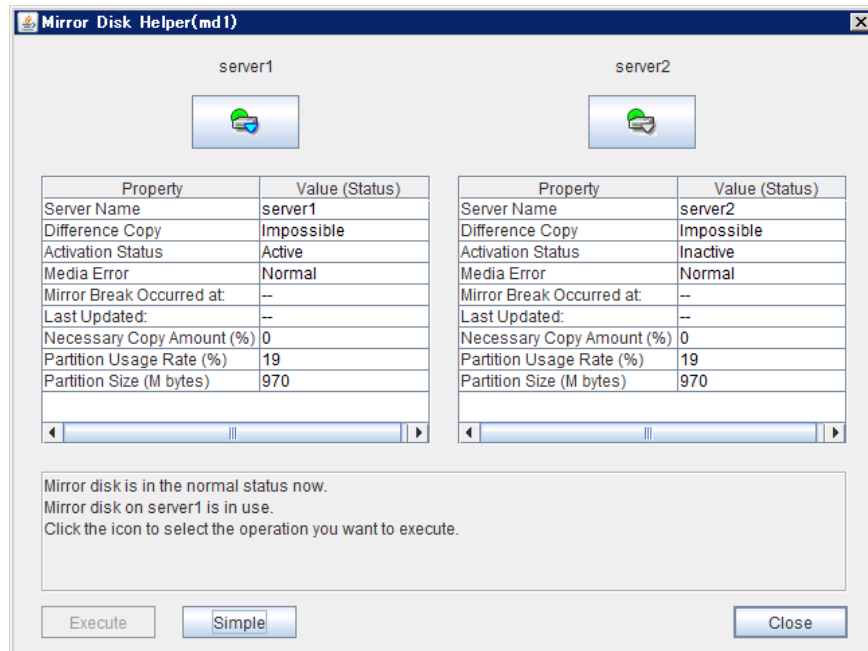 Mirror Disk Helper(md1)
server1 server2
Property Value (Status) Property Value (Status)
Server Name server1 Server Name server2
Difference Copy Impossible Difference Copy Impossible
Activation Status Active Activation Status Inactive
Media Error Normal Media Error Normal
Mirror Break Occurred at: -- Mirror Break Occurred at: --
Last Updated: -- Last Updated: --
Necessary Copy Amount (%) 0 Necessary Copy Amount (%) 0
Partition Usage Rate (%) 19 Partition Usage Rate (%) 19
Partition Size (M bytes) 970 Partition Size (M bytes) 970
Mirror disk is in the normal status now.
Mirror disk on server1 is in use.
Click the icon to select the operation you want to execute.
Execute Simple Close